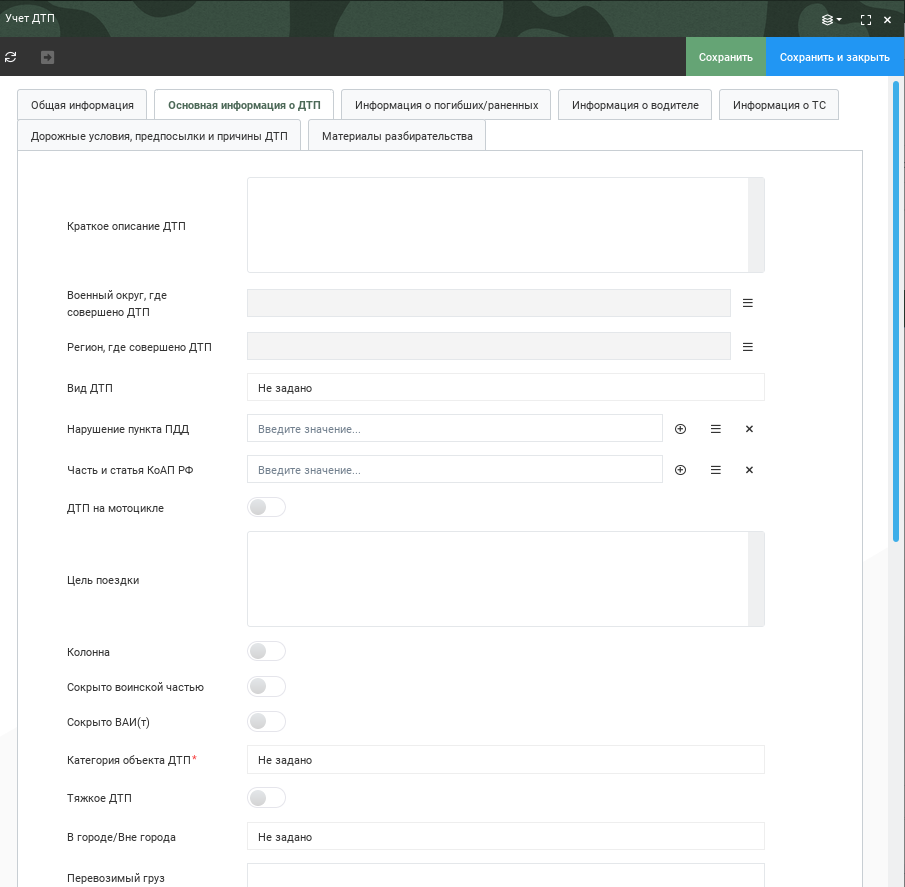 Учет ДТП
Сохранить
Сохранить и закрыть
Общая информация
Основная информация о ДТП
Информация о погибших/раненных
Информация о водителе
Информация о ТС
Дорожные условия, предпосылки и причины ДТП
Материалы разбирательства
Краткое описание ДТП
Военный округ, где
совершено ДТП
Регион, где совершено ДТП
Вид ДТП
Не задано
Нарушение пункта ПДД
Введите значение...
Часть и статья КоАП РФ
Введите значение...
ДТП на мотоцикле
Цель поездки
Колонна
Сокрыто воинской частью
Сокрыто ВАИ(т)
Категория объекта ДТП*
Не задано
Тяжкое ДТП
В городе/Вне города
Не задано
Перевозимый груз